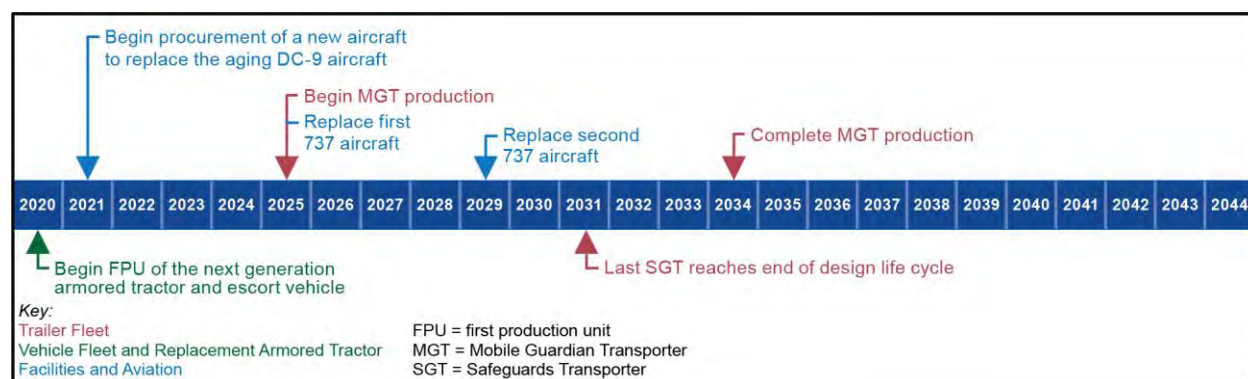 Begin procurement of a new aircraft
to replace the aging DC-9 aircraft
Begin MGT production
Replace first
737 aircraft
Replace second
737 aircraft
Complete MGT production
2020 2021 2022 2023 2024 2025 2026 2027 2028 2029 2030 2031 2032 2033 2034 2035 2036 2037 2038 2039 2040 2041 2042 2043 2044
Begin FPU of the next generation
armored tractor and escort vehicle
Last SGT reaches end of design life cycle
Key:
Trailer Fleet
Vehicle Fleet and Replacement Armored Tractor
Facilities and Aviation
FPU = first production unit
MGT = Mobile Guardian Transporter
SGT = Safeguards Transporter